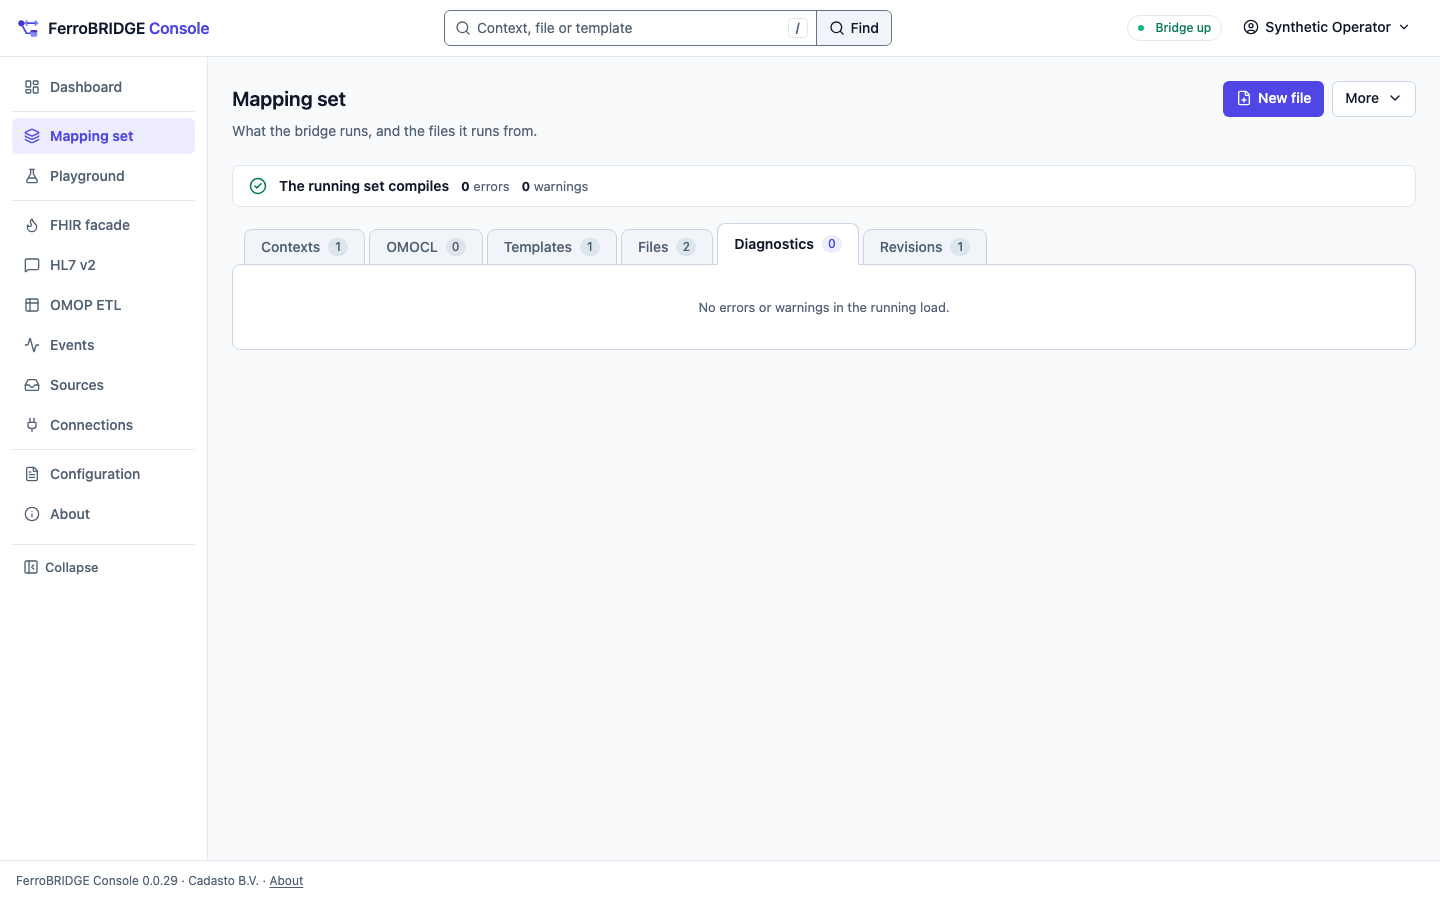 FerroBRIDGE Console
Context, file or template
/
Find
Bridge up
Synthetic Operator
Dashboard
Mapping set
Playground
FHIR facade
HL7 v2
OMOP ETL
Events
Sources
Connections
Configuration
About
Collapse
Mapping set
New file
More
What the bridge runs, and the files it runs from.
The running set compiles 0 errors 0 warnings
Contexts 1
OMOCL 0
Templates 1
Files 2
Diagnostics 0
Revisions 1
No errors or warnings in the running load.
FerroBRIDGE Console 0.0.29 · Cadasto B.V. · About